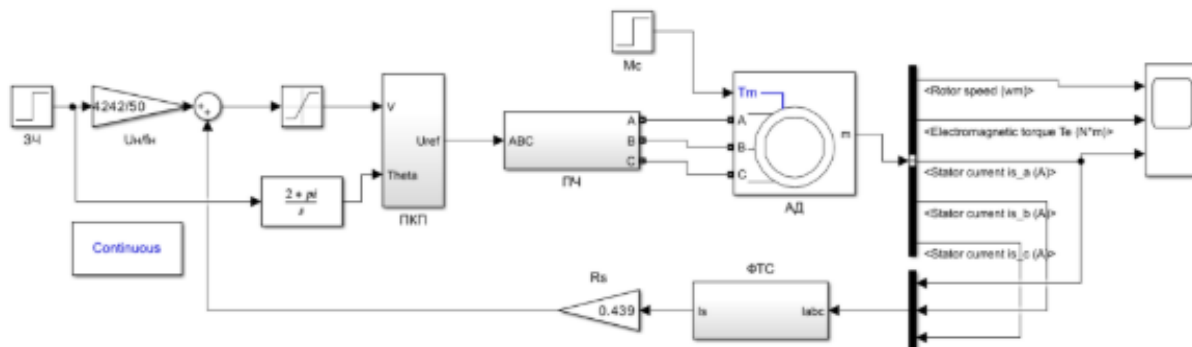 Мс
Tm
<Rotor speed (wm)>
ЗЧ
4242/50
Uн/fн
V
Uref
ABC
A
B
C
A
B
C
m
<Electromagnetic torque Te (N*m)>
<Stator current is_a (A)>
ПЧ
АД
Theta
2*pi
s
ПКП
<Stator current is_b (A)>
Continuous
<Stator current is_c (A)>
Rs
ФТС
0.439
Is
Iabc